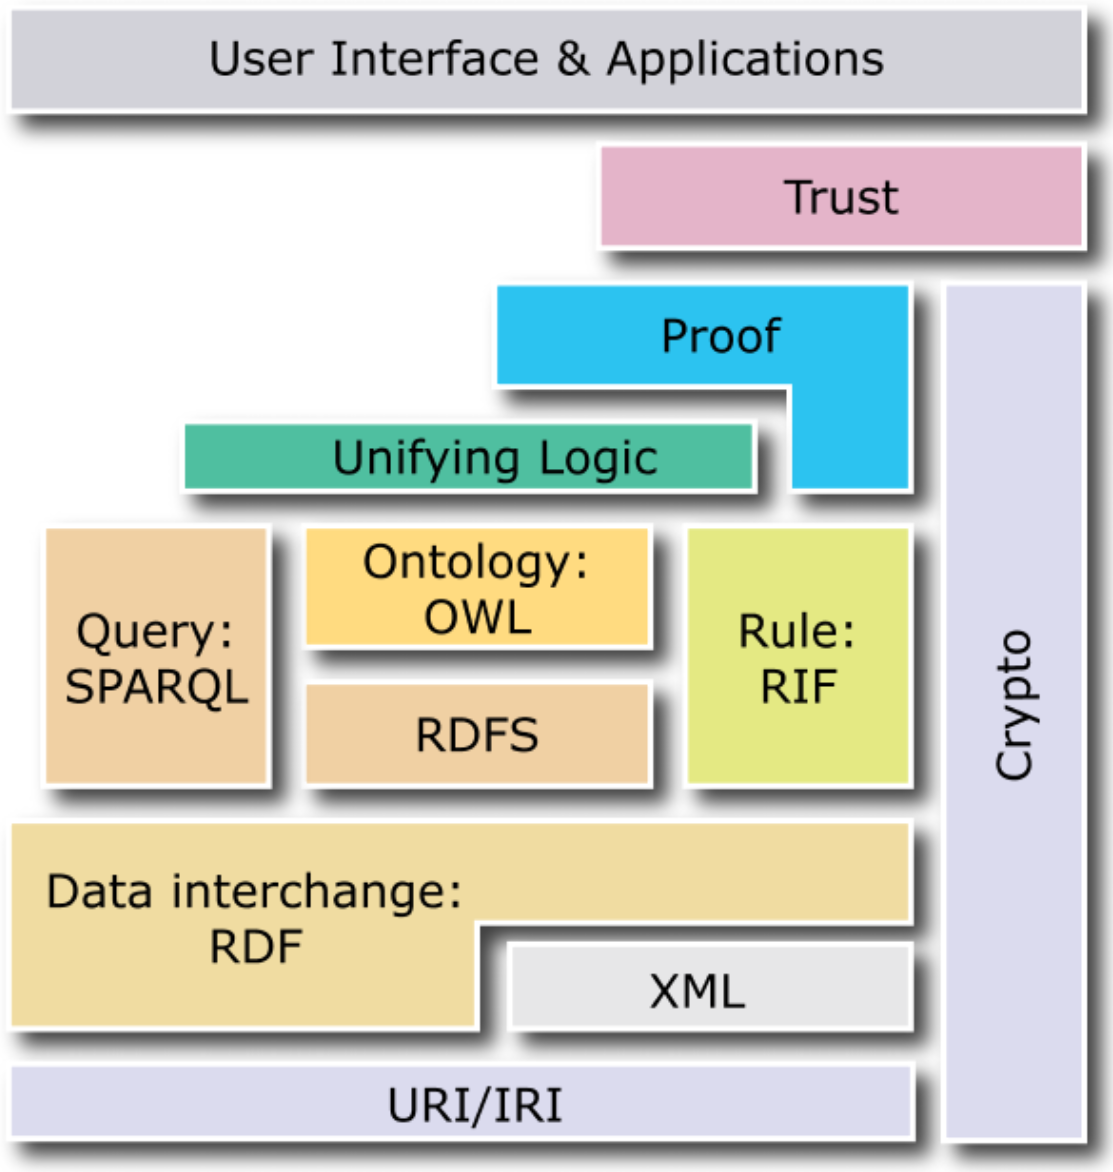 User Interface & Applications
Trust
Proof
Unifying Logic
Query:
SPARQL
Ontology:
OWL
RDFS
Rule:
RIF
Crypto
Data interchange:
RDF
XML
URI/IRI